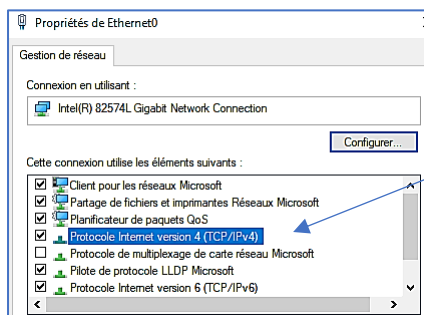 Propriétés de Ethernet0
Gestion de réseau
Connexion en utilisant :
Intel(R) 82574L Gigabit Network Connection
Configurer...
Cette connexion utilise les éléments suivants :
Client pour les réseaux Microsoft
Partage de fichiers et imprimantes Réseaux Microsoft
Planificateur de paquets QoS
Protocole Internet version 4 (TCP/IPv4)
Protocole de multiplexage de carte réseau Microsoft
Pilote de protocole LLDP Microsoft
Protocole Internet version 6 (TCP/IPv6)